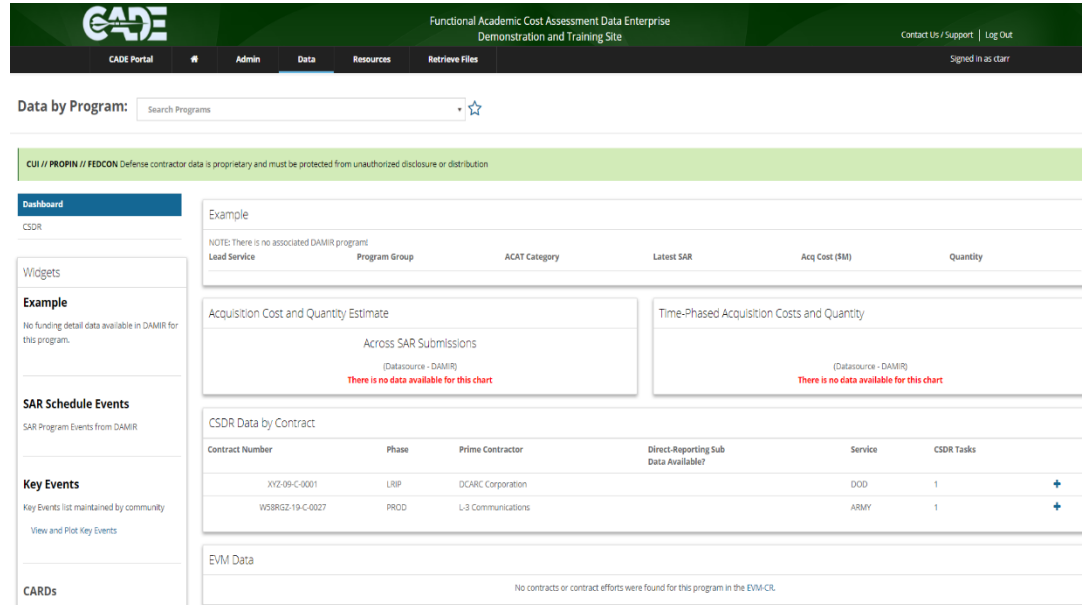 CADE
Functional Academic Cost Assessment Data Enterprise
Demonstration and Training Site
Contact Us / Support | Log Out
CADE Portal Admin Data Resources Retrieve Files Signed in as ctarr
Data by Program: Search Programs
CUI // PROPIN // FEDCON Defense contractor data is proprietary and must be protected from unauthorized disclosure or distribution
Dashboard
CSDR
Widgets
Example
No funding detail data available in DAMIR for
this program.
SAR Schedule Events
SAR Program Events from DAMIR
Key Events
Key Events list maintained by community
View and Plot Key Events
CARDs
Example
NOTE: There is no associated DAMIR program!
Lead Service Program Group ACAT Category Latest SAR Acq Cost ($M) Quantity
Acquisition Cost and Quantity Estimate
Across SAR Submissions
(Datasource - DAMIR)
There is no data available for this chart
Time-Phased Acquisition Costs and Quantity
(Datasource - DAMIR)
There is no data available for this chart
CSDR Data by Contract
Contract Number Phase Prime Contractor Direct-Reporting Sub Service CSDR Tasks
Data Available?
XYZ-09-C-0001 LRIP DCARC Corporation DOD 1 +
W58RGZ-19-C-0027 PROD L-3 Communications ARMY 1 +
EVM Data
No contracts or contract efforts were found for this program in the EVM-CR.